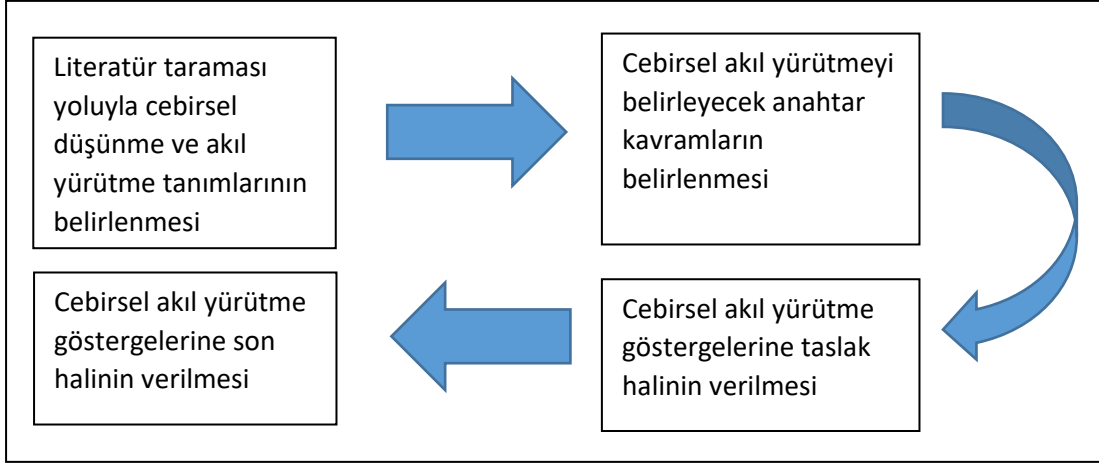 Literatür taraması
yoluyla cebirsel
düşünme ve akıl
yürütme tanımlarının
belirlenmesi
Cebirsel akıl yürütmeyi
belirleyecek anahtar
kavramların
belirlenmesi
Cebirsel akıl yürütme
göstergelerine taslak
halinin verilmesi
Cebirsel akıl yürütme
göstergelerine son
halinin verilmesi